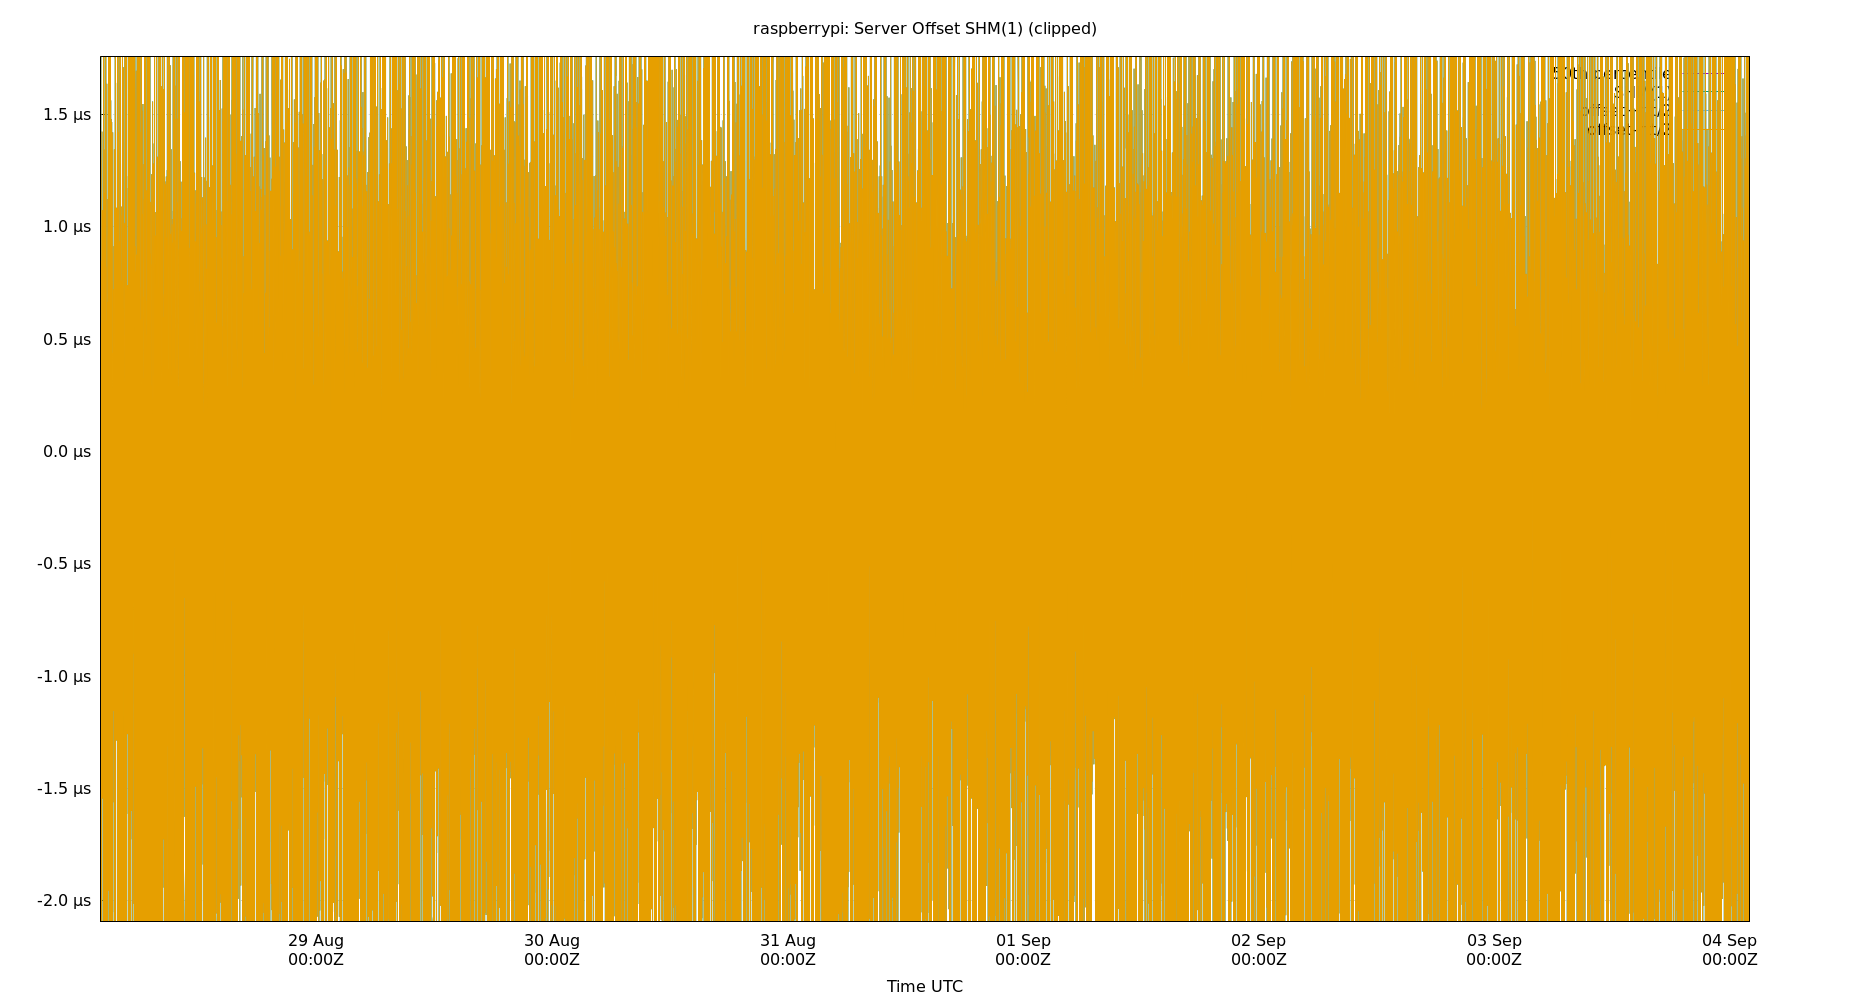 raspberrypi: Server Offset SHM(1) (clipped)
1.5 µs
1.0 µs
0.5 µs
0.0 µs
-0.5 µs
-1.0 µs
-1.5 µs
-2.0 µs
29 Aug 30 Aug 31 Aug 01 Sep 02 Sep 03 Sep 04 Sep
00:00Z 00:00Z 00:00Z 00:00Z 00:00Z 00:00Z 00:00Z
Time UTC